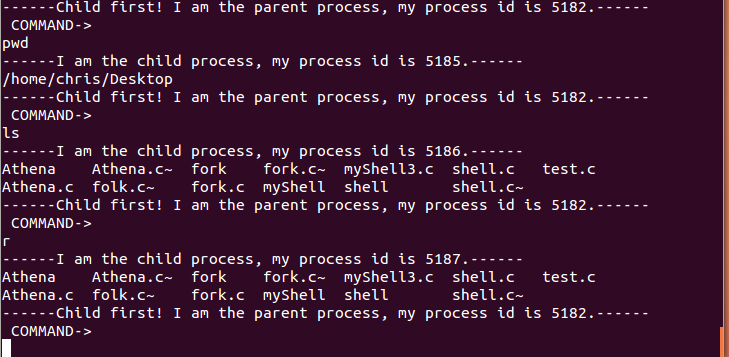 ------Child first! I am the parent process, my process id is 5182.------
 COMMAND->
pwd
------I am the child process, my process id is 5185.------
/home/chris/Desktop
------Child first! I am the parent process, my process id is 5182.------
 COMMAND->
ls
------I am the child process, my process id is 5186.------
Athena    Athena.c~  fork    fork.c~  myShell3.c  shell.c   test.c
Athena.c  folk.c~    fork.c  myShell  shell       shell.c~
------Child first! I am the parent process, my process id is 5182.------
 COMMAND->
r
------I am the child process, my process id is 5187.------
Athena    Athena.c~  fork    fork.c~  myShell3.c  shell.c   test.c
Athena.c  folk.c~    fork.c  myShell  shell       shell.c~
------Child first! I am the parent process, my process id is 5182.------
 COMMAND->